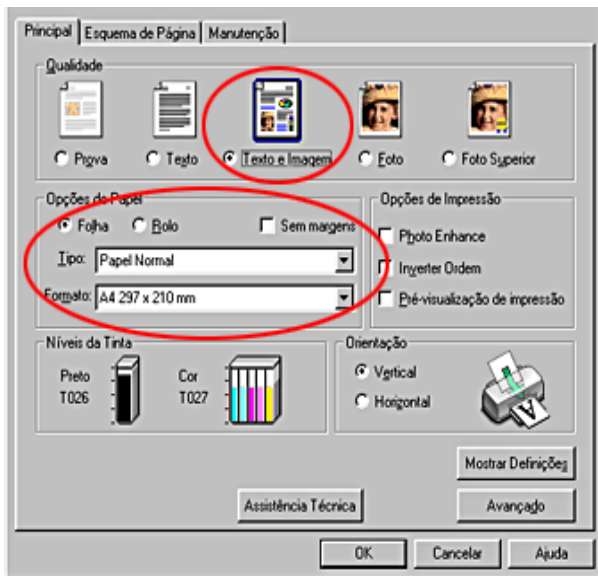 Principal Esquema de Página Manutenção
Qualidade
Prova Texto Texto e Imagem Foto Foto Superior
Opções do Papel
Folha Rolo Sem margens
Tipo: Papel Normal
Formato: A4 297 x 210 mm
Opções de Impressão
Photo Enhance
Inverter Ordem
Pré-visualização de impressão
Níveis da Tinta
Preto
T026
Cor
T027
Orientação
Vertical
Horizontal
A
Mostrar Definições
Assistência Técnica Avançado
OK Cancelar Ajuda